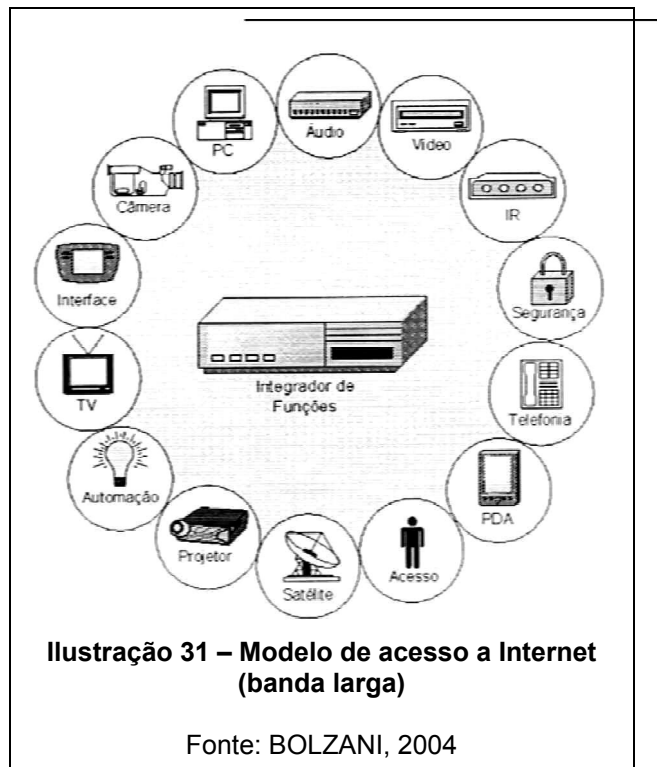 PC
Áudio
Vídeo
Câmera
IR
Interface
Segurança
Integrador de
Funções
TV
Telefonia
Automação
PDA
Projetor
Satélite
Acesso
Ilustração 31 – Modelo de acesso a Internet
(banda larga)
Fonte: BOLZANI, 2004